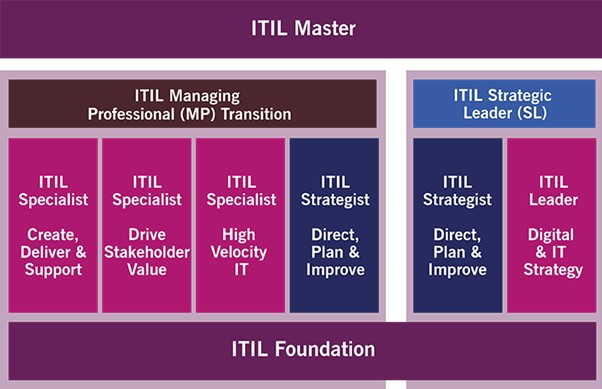 ITIL Master
ITIL Managing
Professional (MP) Transition
ITIL Strategic
Leader (SL)
ITIL
Specialist
Create,
Deliver &
Support
ITIL
Specialist
Drive
Stakeholder
Value
ITIL
Specialist
High
Velocity
IT
ITIL
Strategist
Direct,
Plan &
Improve
ITIL
Strategist
Direct,
Plan &
Improve
ITIL
Leader
Digital
& IT
Strategy
ITIL Foundation